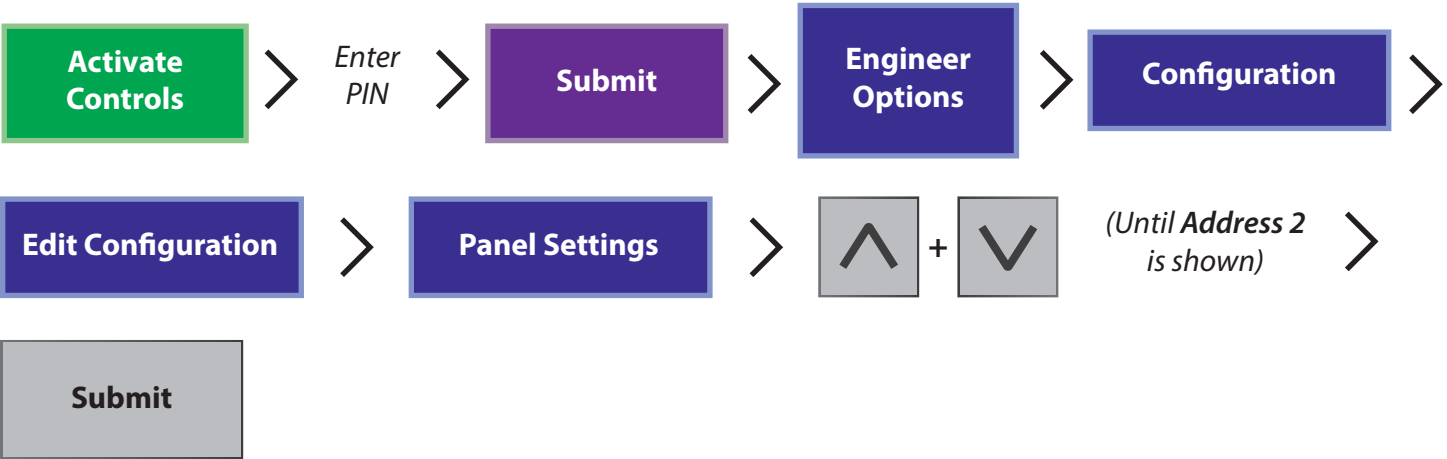 Activate
Controls
Enter
PIN
Submit
Engineer
Options
Configuration
Edit Configuration
Panel Settings
+
(Until Address 2
is shown)
Submit